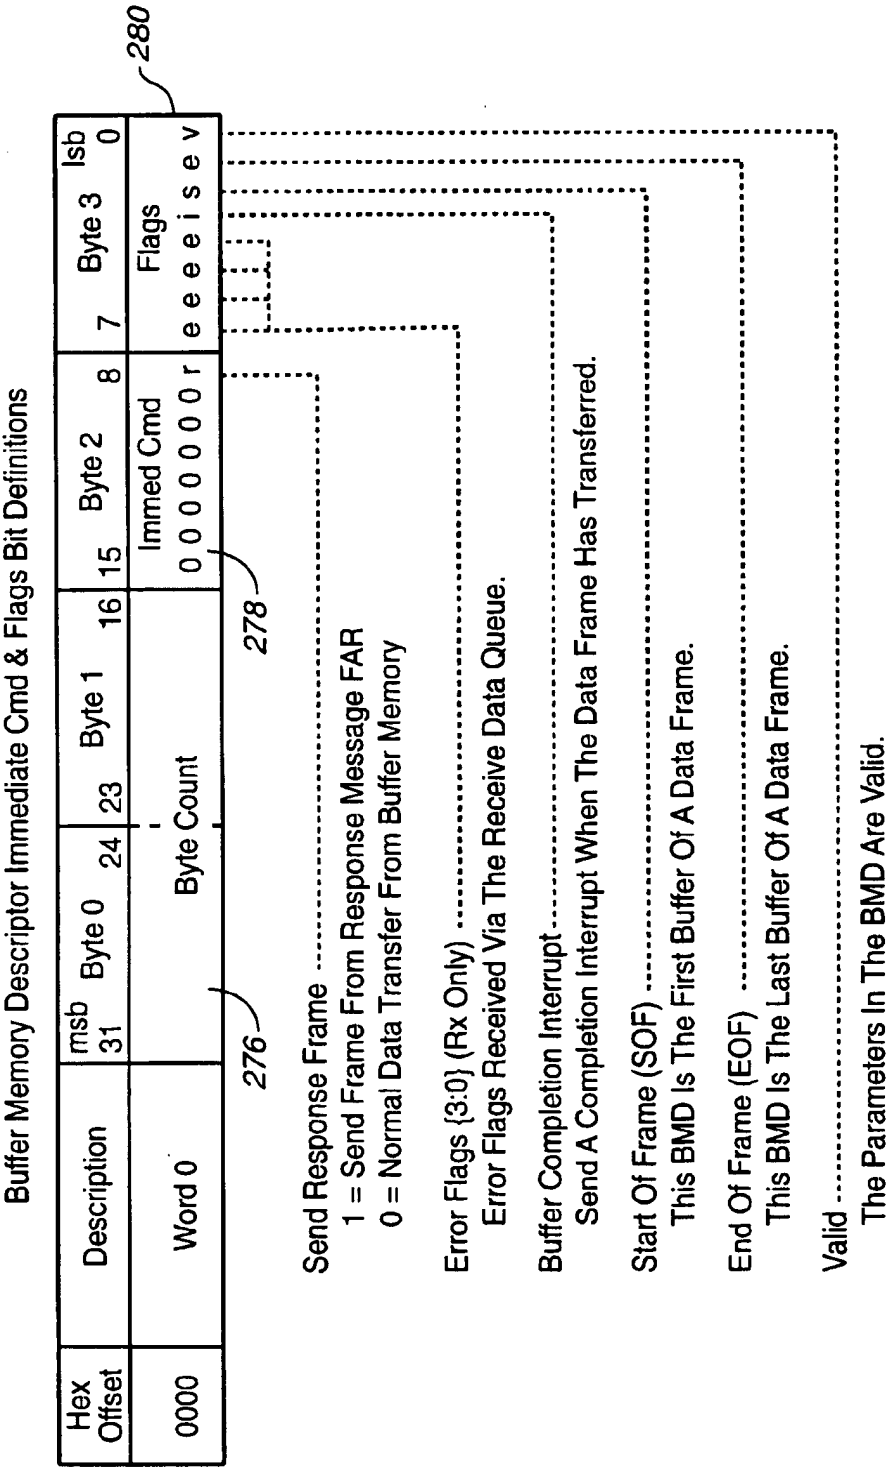 Buffer Memory Descriptor Immediate Cmd & Flags Bit Definitions
Hex Offset
Description
msb 31 Byte 0 24
23 Byte 1 16
15 Byte 2 8
7 Byte 3 lsb 0
0000
Word 0
Byte Count
Immed Cmd
0 0 0 0 0 0 0 r
Flags
e e e e i s e v
276
278
280
Send Response Frame
1 = Send Frame From Response Message FAR
0 = Normal Data Transfer From Buffer Memory
Error Flags {3:0} (Rx Only)
Error Flags Received Via The Receive Data Queue.
Buffer Completion Interrupt
Send A Completion Interrupt When The Data Frame Has Transferred.
Start Of Frame (SOF)
This BMD Is The First Buffer Of A Data Frame.
End Of Frame (EOF)
This BMD Is The Last Buffer Of A Data Frame.
Valid
The Parameters In The BMD Are Valid.